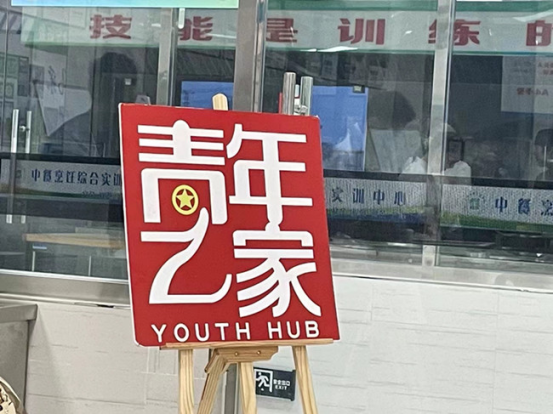 技能是训练的
中餐烹饪综合实训
实训中心
中餐烹
青年
之家
YOUTH HUB
安全出口
EXIT